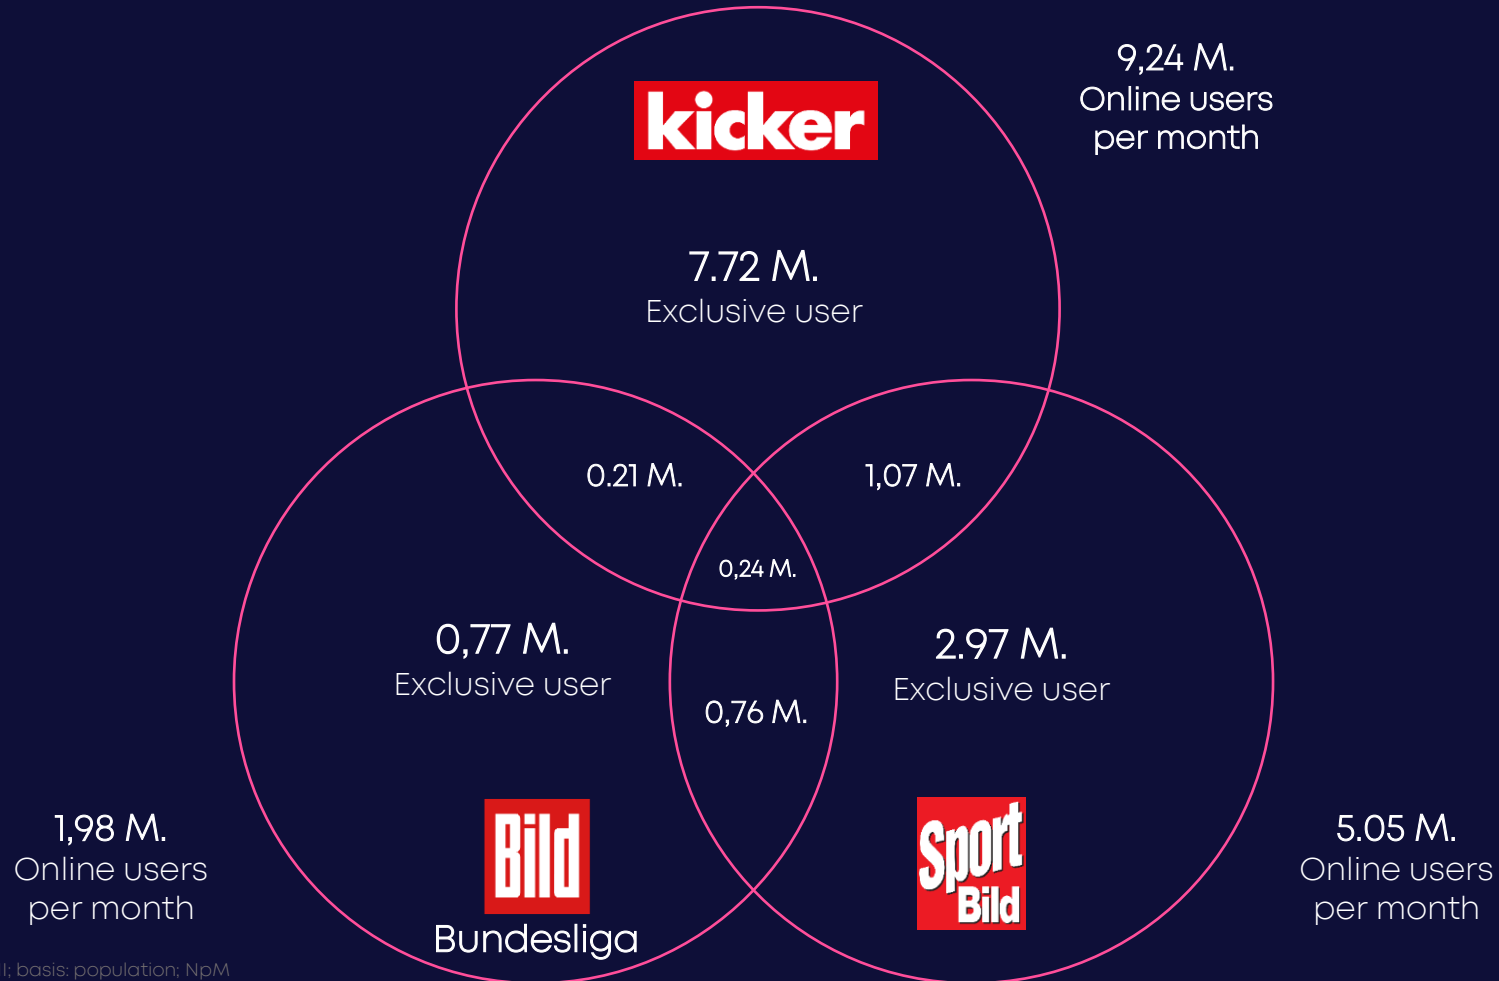 9,24 M.
Online users
per month
kicker
7.72 M.
Exclusive user
0.21 M.
1,07 M.
0,24 M.
0,77 M.
Exclusive user
2.97 M.
Exclusive user
0,76 M.
1,98 M.
Online users
per month
Bild
Bundesliga
Sport
Bild
5.05 M.
Online users
per month
; basis: population; NpM